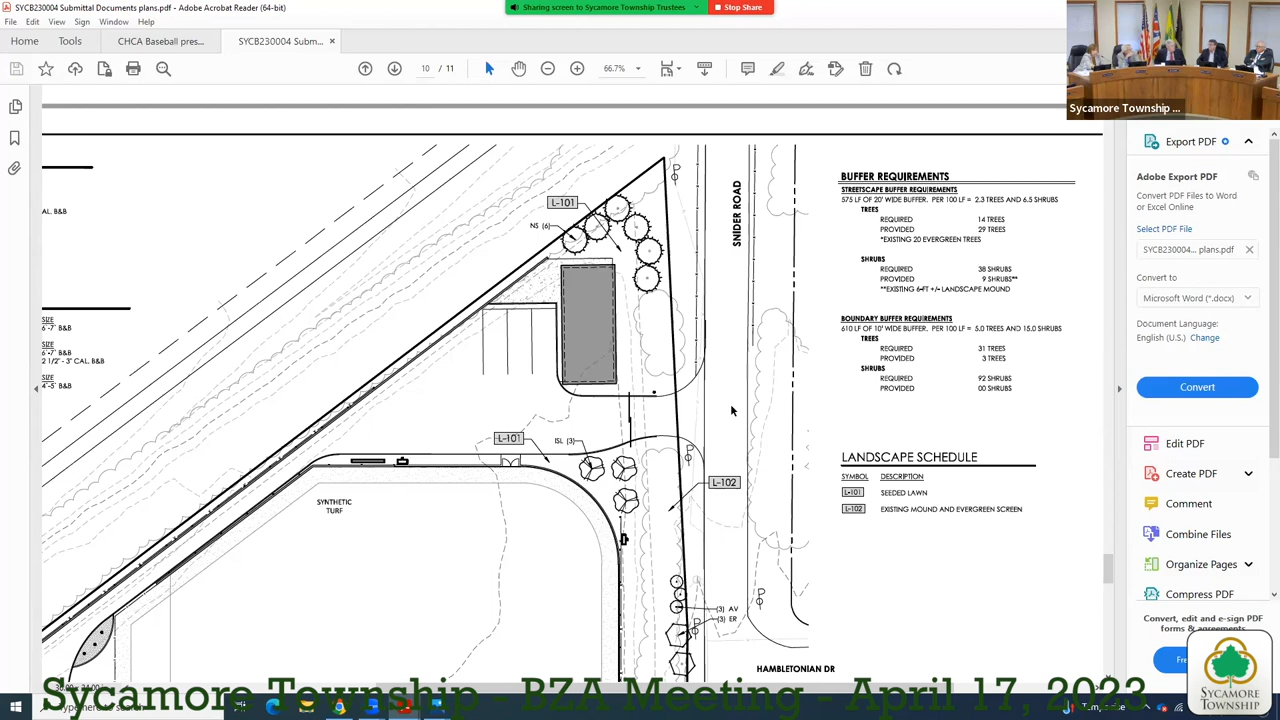 SYCB230004 Submittal Documents plans.pdf - Adobe Acrobat Reader (64-bit)
Sharing screen to Sycamore Township Trustees
Stop Share
File Edit View Sign Window Help
Home Tools CHCA Baseball pres... SYCB230004 Subm... ×
10 / 11
66.7%
Sycamore Township ...
Export PDF
Adobe Export PDF
Convert PDF Files to Word
or Excel Online
Select PDF File
SYCB230004... plans.pdf
Convert to
Microsoft Word (*.docx)
Document Language:
English (U.S.) Change
Convert
Edit PDF
Create PDF
Comment
Combine Files
Organize Pages
Compress PDF
Convert, edit and e-sign PDF
forms & agreements
CAL. B&B
SIZE
6'-7' B&B
SIZE
6'-7' B&B
2 1/2" - 3" CAL. B&B
SIZE
4'-5' B&B
L-101
NS (6)
SNIDER ROAD
L-101
ISL (3)
L-102
SYNTHETIC
TURF
(3) AV
(3) ER
HAMBLETONIAN DR
BUFFER REQUIREMENTS
STREETSCAPE BUFFER REQUIREMENTS
575 LF OF 20' WIDE BUFFER. PER 100 LF = 2.3 TREES AND 6.5 SHRUBS
TREES
REQUIRED 14 TREES
PROVIDED 29 TREES
*EXISTING 20 EVERGREEN TREES
SHRUBS
REQUIRED 38 SHRUBS
PROVIDED 9 SHRUBS**
**EXISTING 6-FT +/- LANDSCAPE MOUND
BOUNDARY BUFFER REQUIREMENTS
610 LF OF 10' WIDE BUFFER. PER 100 LF = 5.0 TREES AND 15.0 SHRUBS
TREES
REQUIRED 31 TREES
PROVIDED 3 TREES
SHRUBS
REQUIRED 92 SHRUBS
PROVIDED 00 SHRUBS
LANDSCAPE SCHEDULE
SYMBOL DESCRIPTION
L-101 SEEDED LAWN
L-102 EXISTING MOUND AND EVERGREEN SCREEN
Sycamore Township - BZA Meeting - April 17, 2023
SYCAMORE
TOWNSHIP